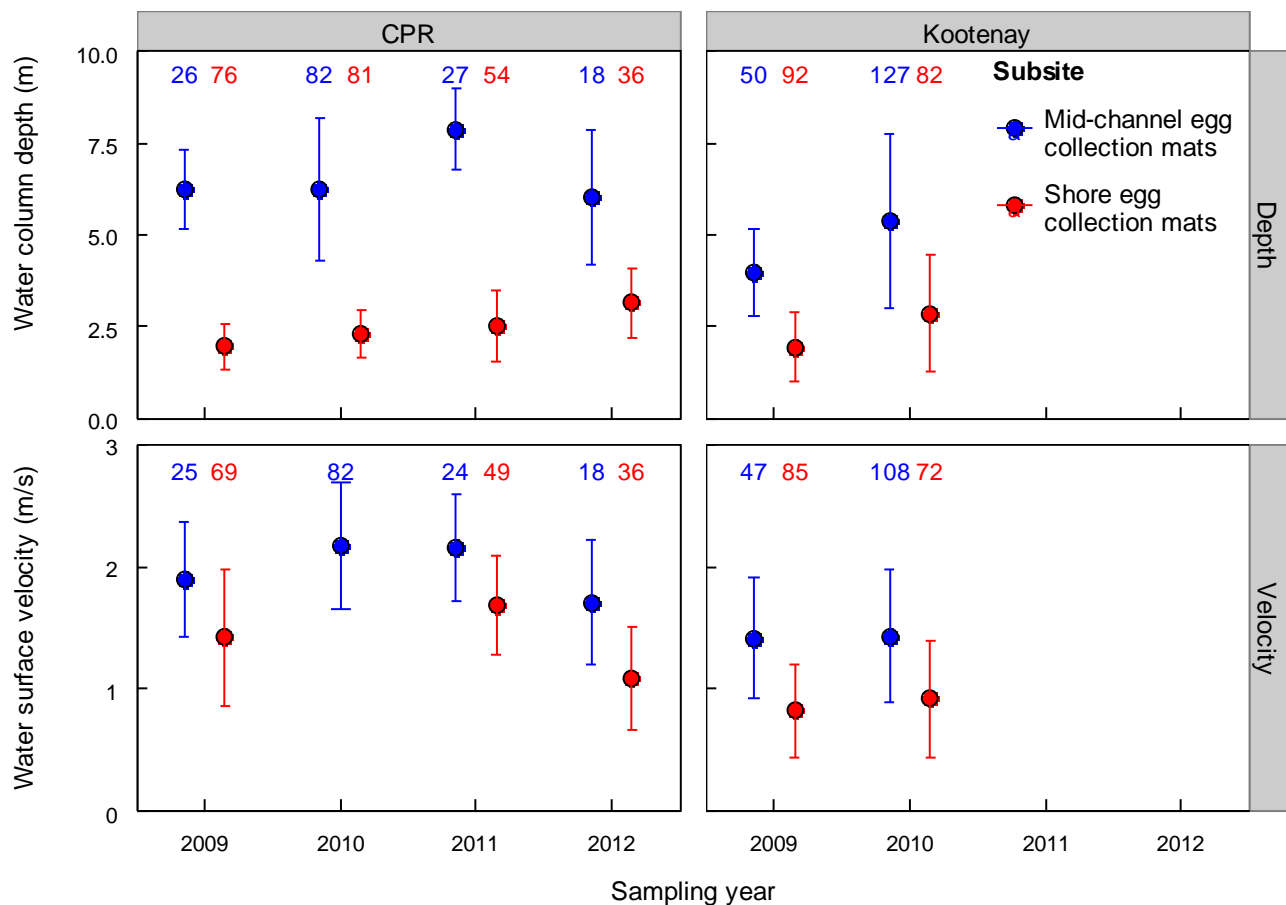 CPR
Kootenay
Water column depth (m)
10.0
7.5
5.0
2.5
0.0
26 76 82 81 27 54 18 36
50 92 127 82
Subsite
Mid-channel egg
collection mats
Shore egg
collection mats
Depth
Water surface velocity (m/s)
3
2
1
0
25 69 82 24 49 18 36
47 85 108 72
Velocity
2009 2010 2011 2012
2009 2010 2011 2012
Sampling year